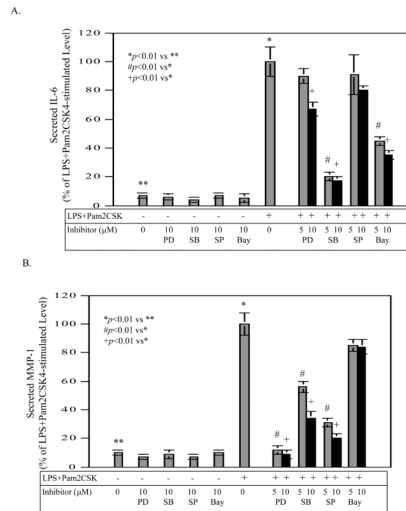 A.
120
100
80
60
40
20
0
Secreted IL-6
(% of LPS+Pam2CSK4-stimulated Level)
*p<0.01 vs **
#p<0.01 vs*
+p<0.01 vs*
** * + # + # +
LPS+Pam2CSK - - - - - + + + + + + + + +
Inhibitor (μM) 0 10 10 10 10 0 5 10 5 10 5 10 5 10
PD SB SP Bay PD SB SP Bay
B.
120
100
80
60
40
20
0
Secreted MMP-1
(% of LPS+Pam2CSK4-stimulated Level)
*p<0.01 vs **
#p<0.01 vs*
+p<0.01 vs*
** * # + # + # +
LPS+Pam2CSK - - - - - + + + + + + + + +
Inhibitor (μM) 0 10 10 10 10 0 5 10 5 10 5 10 5 10
PD SB SP Bay PD SB SP Bay